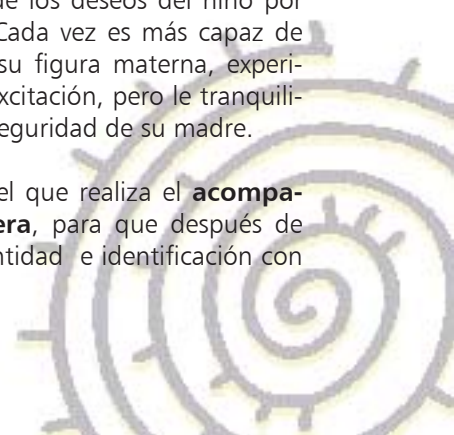 de los deseos del niño por
Cada vez es más capaz de
su figura materna, experi-
xcitación, pero le tranquili-
eguridad de su madre.
el que realiza el acompa-
era, para que después de
ntidad e identificación con